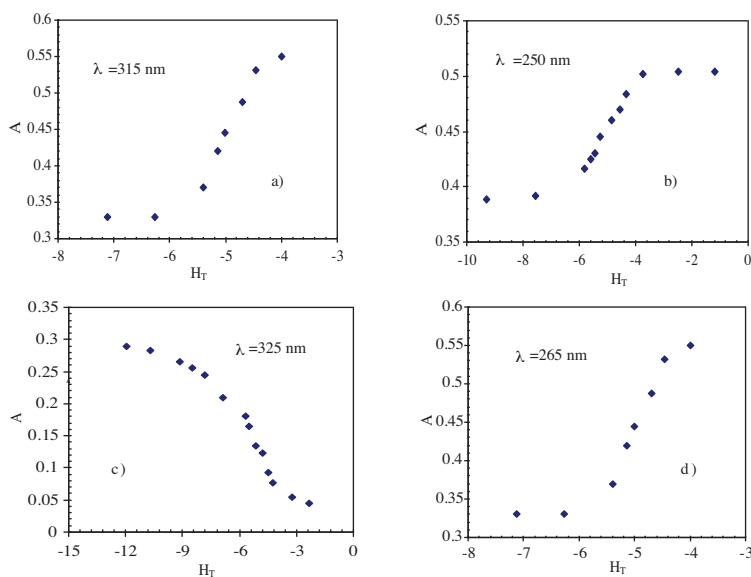 0.6
0.55
0.5
0.45
0.4
0.35
0.3
A
λ =315 nm
a)
-8 -7 -6 -5 -4 -3
H_T
0.55
0.5
0.45
0.4
0.35
A
λ =250 nm
b)
-10 -8 -6 -4 -2 0
H_T
0.35
0.3
0.25
0.2
0.15
0.1
0.05
0
A
λ =325 nm
c)
-15 -12 -9 -6 -3 0
H_T
0.6
0.55
0.5
0.45
0.4
0.35
0.3
A
λ=265 nm
d)
-8 -7 -6 -5 -4 -3
H_T